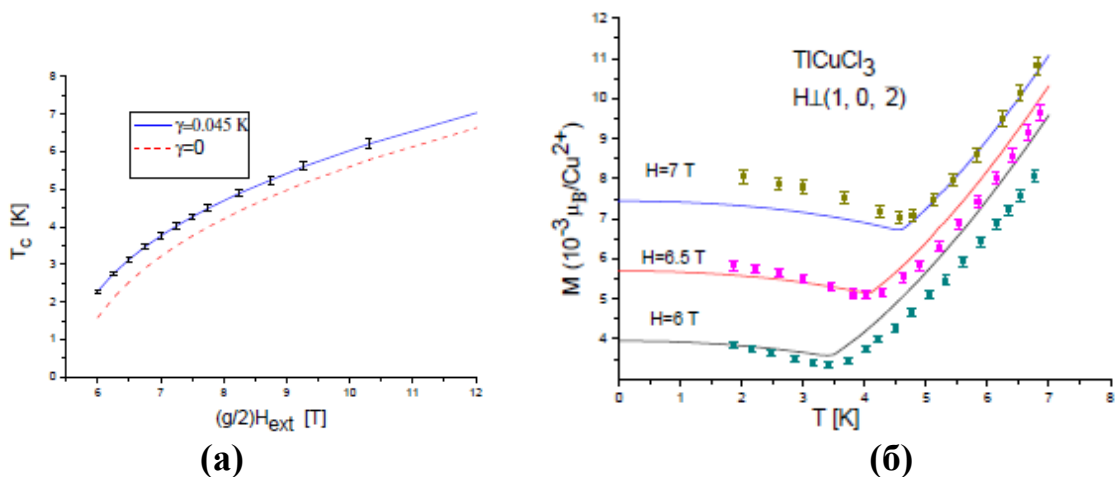 8
7
6
5
4
3
2
1
0
T_c [K]
γ=0.045 K
γ=0
6 7 8 9 10 11 12
(g/2)H_ext [T]
(а)
12
11
10
9
8
7
6
5
4
M (10⁻³ μ_B/Cu²⁺)
TlCuCl₃
H⊥(1, 0, 2)
H=7 T
H=6.5 T
H=6 T
0 1 2 3 4 5 6 7 8
T [K]
(б)